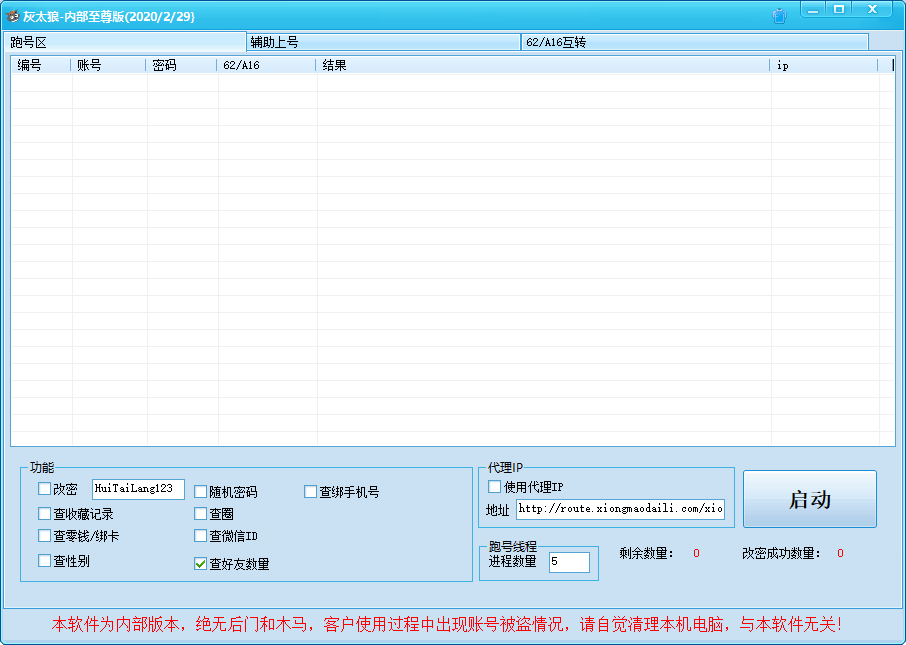 灰太狼-内部至尊版(2020/2/29)
跑号区 辅助上号 62/A16互转
编号 账号 密码 62/A16 结果 ip
功能
改密 HuiTaiLang123 随机密码 查绑手机号
查收藏记录 查圈
查零钱/绑卡 查微信ID
查性别 查好友数量
代理IP
使用代理IP
地址 http://route.xiongmaodaili.com/xio
启动
跑号线程
进程数量 5
剩余数量: 0 改密成功数量: 0
本软件为内部版本，绝无后门和木马，客户使用过程中出现账号被盗情况，请自觉清理本机电脑，与本软件无关!